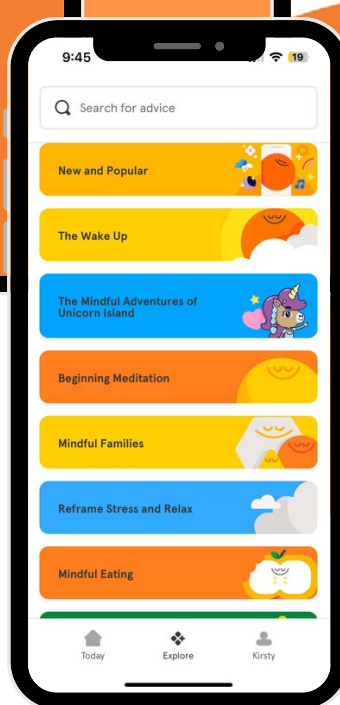 9:45
19
Search for advice
New and Popular
The Wake Up
The Mindful Adventures of
Unicorn Island
Beginning Meditation
Mindful Families
Reframe Stress and Relax
Mindful Eating
Today
Explore
Kirsty